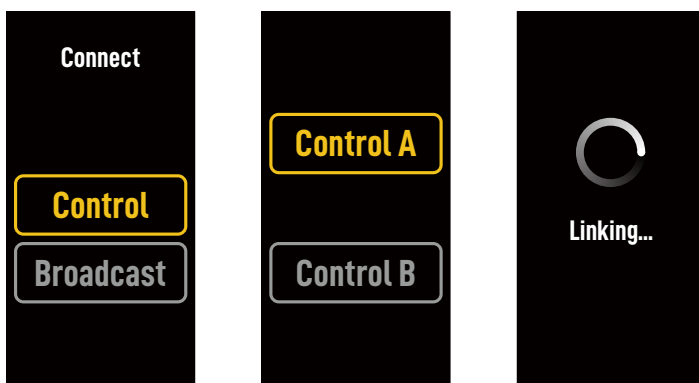 Connect
Control
Broadcast
Control A
Control B
Linking...